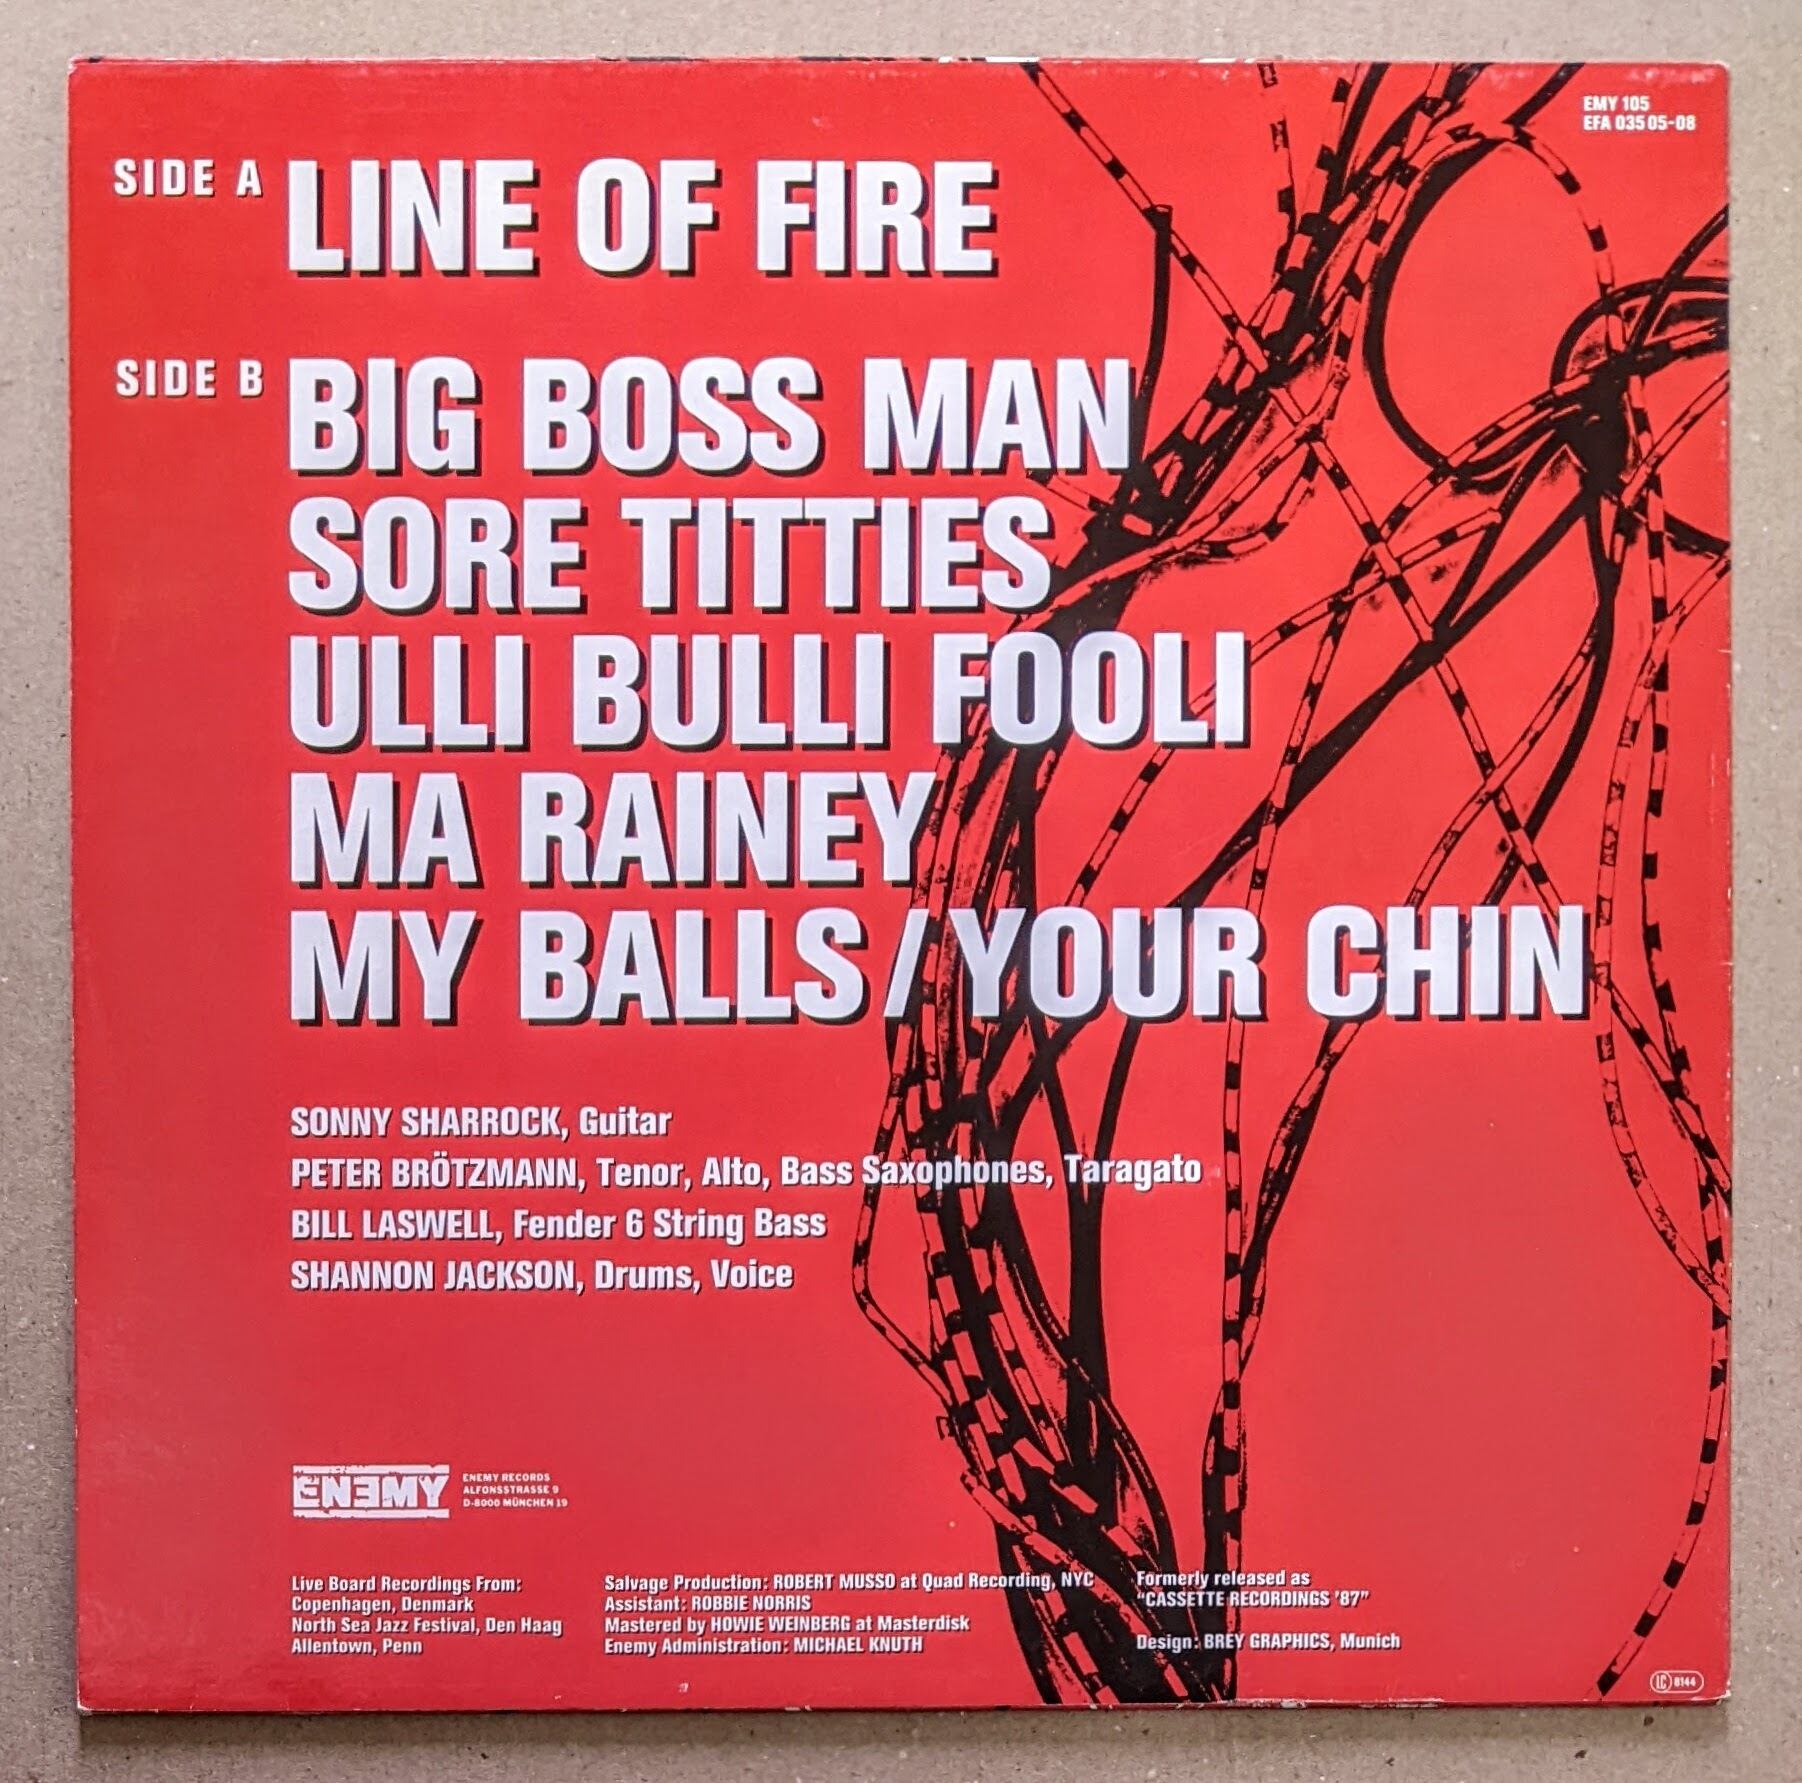 EMY 105
EFA 035 05-08
SIDE A LINE OF FIRE
SIDE B BIG BOSS MAN
SORE TITTIES
ULLI BULLI FOOLI
MA RAINEY
MY BALLS / YOUR CHIN
SONNY SHARROCK, Guitar
PETER BRÖTZMANN, Tenor, Alto, Bass Saxophones, Taragato
BILL LASWELL, Fender 6 String Bass
SHANNON JACKSON, Drums, Voice
ENEMY
ENEMY RECORDS
ALFONSSTRASSE 9
D-8000 MÜNCHEN 19
Live Board Recordings From:
Copenhagen, Denmark
North Sea Jazz Festival, Den Haag
Allentown, Penn
Salvage Production: ROBERT MUSSO at Quad Recording, NYC
Assistant: ROBBIE NORRIS
Mastered by HOWIE WEINBERG at Masterdisk
Enemy Administration: MICHAEL KNUTH
Formerly released as
"CASSETTE RECORDINGS '87"
Design: BREY GRAPHICS, Munich
LC 8144